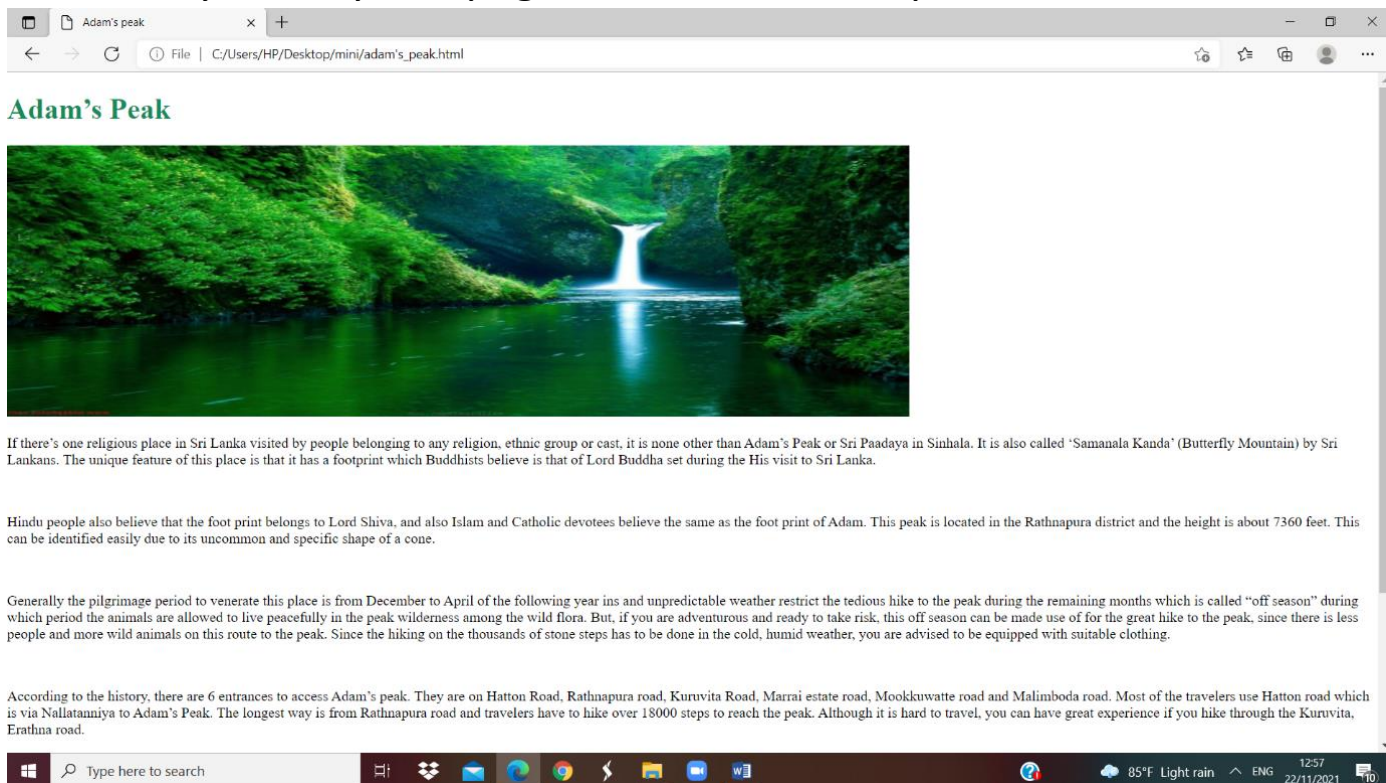 Adam's peak
File | C:/Users/HP/Desktop/mini/adam's_peak.html
Adam’s Peak
If there’s one religious place in Sri Lanka visited by people belonging to any religion, ethnic group or cast, it is none other than Adam’s Peak or Sri Paadaya in Sinhala. It is also called ‘Samanala Kanda’ (Butterfly Mountain) by Sri
Lankans. The unique feature of this place is that it has a footprint which Buddhists believe is that of Lord Buddha set during the His visit to Sri Lanka.
Hindu people also believe that the foot print belongs to Lord Shiva, and also Islam and Catholic devotees believe the same as the foot print of Adam. This peak is located in the Rathnapura district and the height is about 7360 feet. This
can be identified easily due to its uncommon and specific shape of a cone.
Generally the pilgrimage period to venerate this place is from December to April of the following year ins and unpredictable weather restrict the tedious hike to the peak during the remaining months which is called “off season” during
which period the animals are allowed to live peacefully in the peak wilderness among the wild flora. But, if you are adventurous and ready to take risk, this off season can be made use of for the great hike to the peak, since there is less
people and more wild animals on this route to the peak. Since the hiking on the thousands of stone steps has to be done in the cold, humid weather, you are advised to be equipped with suitable clothing.
According to the history, there are 6 entrances to access Adam’s peak. They are on Hatton Road, Rathnapura road, Kuruvita Road, Marrai estate road, Mookkuwatte road and Malimboda road. Most of the travelers use Hatton road which
is via Nallatanniya to Adam’s Peak. The longest way is from Rathnapura road and travelers have to hike over 18000 steps to reach the peak. Although it is hard to travel, you can have great experience if you hike through the Kuruvita,
Erathna road.
Type here to search
85°F Light rain ENG
12:57
22/11/2021
10